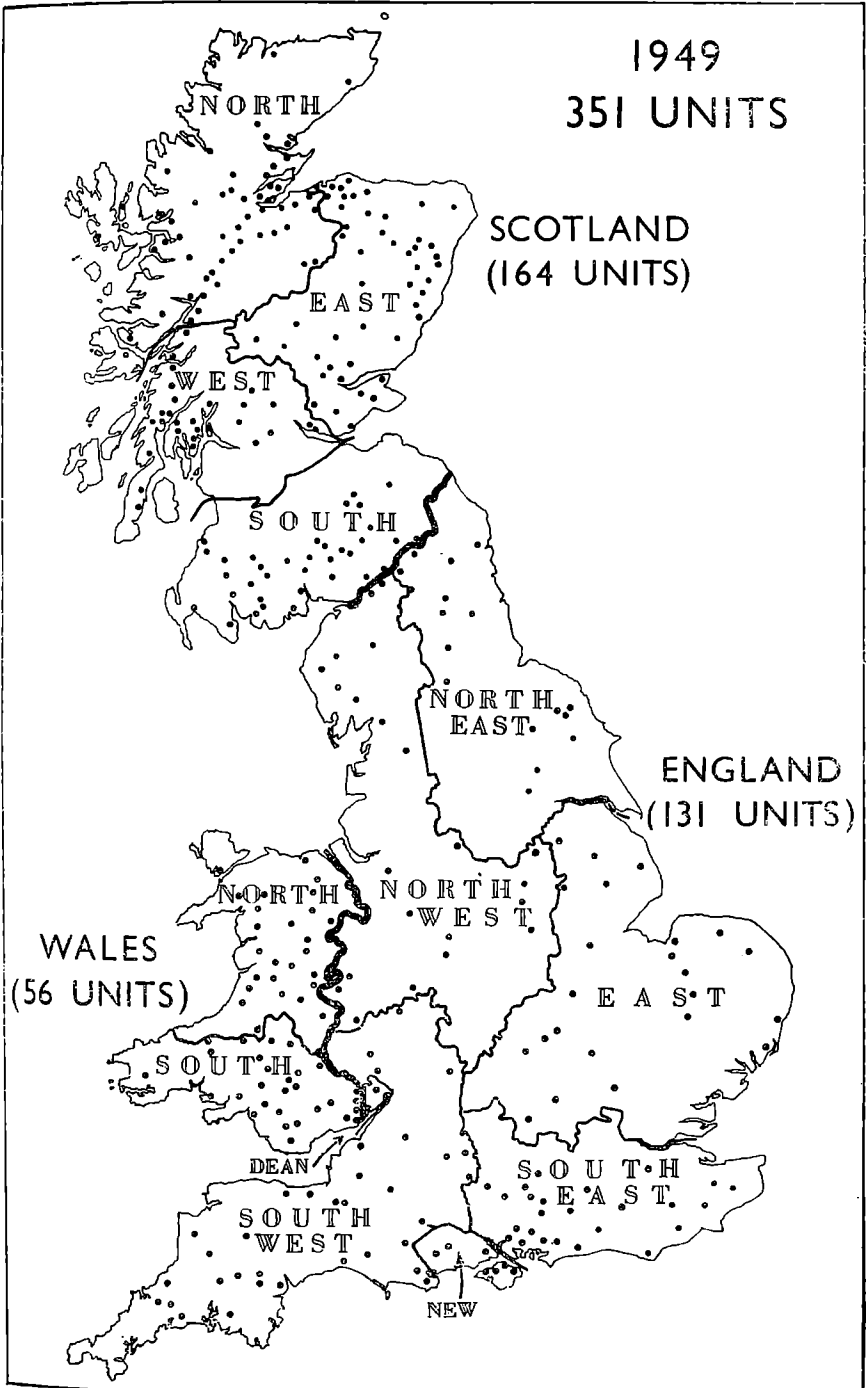 1949
351 UNITS
NORTH
SCOTLAND
(164 UNITS)
EAST
WEST
SOUTH
NORTH
EAST
ENGLAND
(131 UNITS)
NORTH
NORTH
WEST
WALES
(56 UNITS)
EAST
SOUTH
DEAN
SOUTH
EAST
SOUTH
WEST
NEW